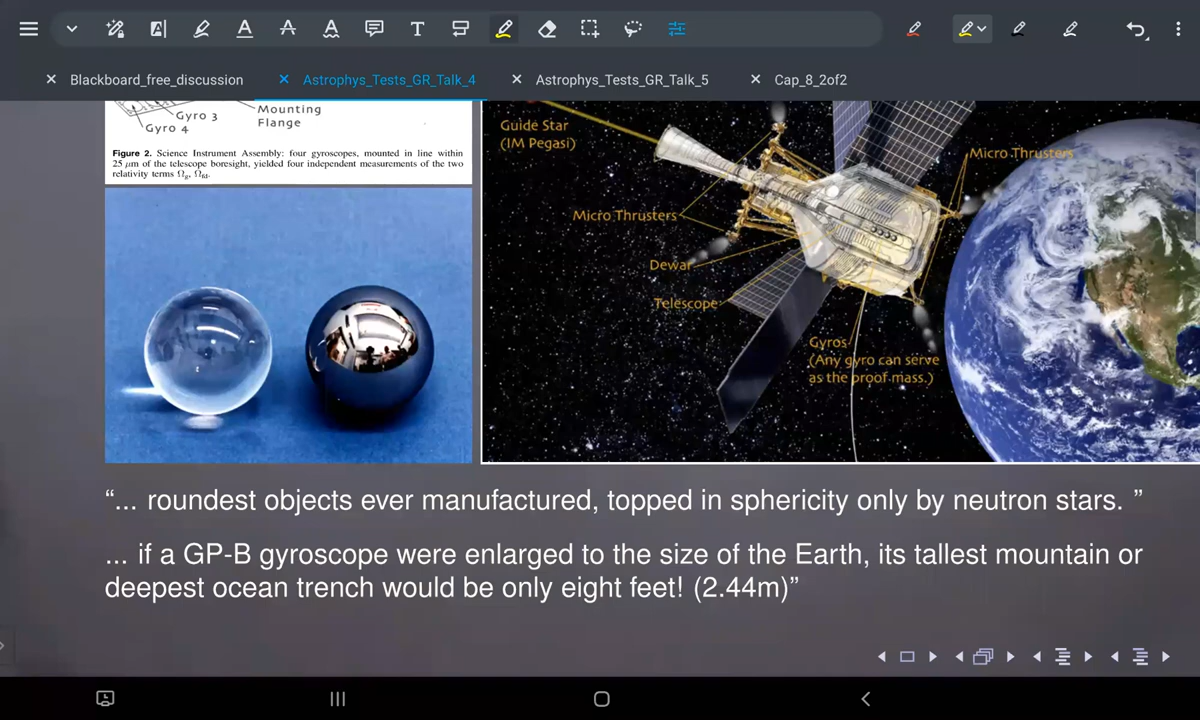 A
A
A
T
Blackboard_free_discussion
Astrophys_Tests_GR_Talk_4
Astrophys_Tests_GR_Talk_5
Cap_8_2of2
Gyro 3
Gyro 4
Mounting
Flange
Figure 2. Science Instrument Assembly: four gyroscopes, mounted in line within
25 μm of the telescope boresight, yielded four independent measurements of the two
relativity terms Ωg, Ωfd.
Guide Star
(IM Pegasi)
Micro Thrusters
Micro Thrusters
Dewar
Telescope
Gyros
(Any gyro can serve
as the proof mass.)
“... roundest objects ever manufactured, topped in sphericity only by neutron stars. ”
... if a GP-B gyroscope were enlarged to the size of the Earth, its tallest mountain or
deepest ocean trench would be only eight feet! (2.44m)”